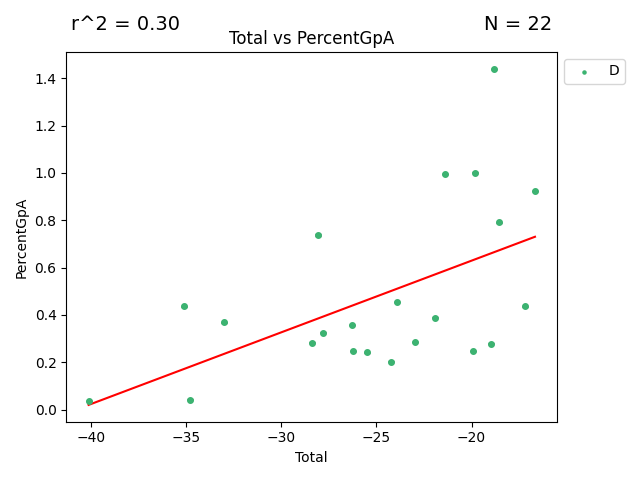 r^2 = 0.30
N = 22
Total vs PercentGpA
D
PercentGpA
1.4
1.2
1.0
0.8
0.6
0.4
0.2
0.0
−40
−35
−30
−25
−20
Total